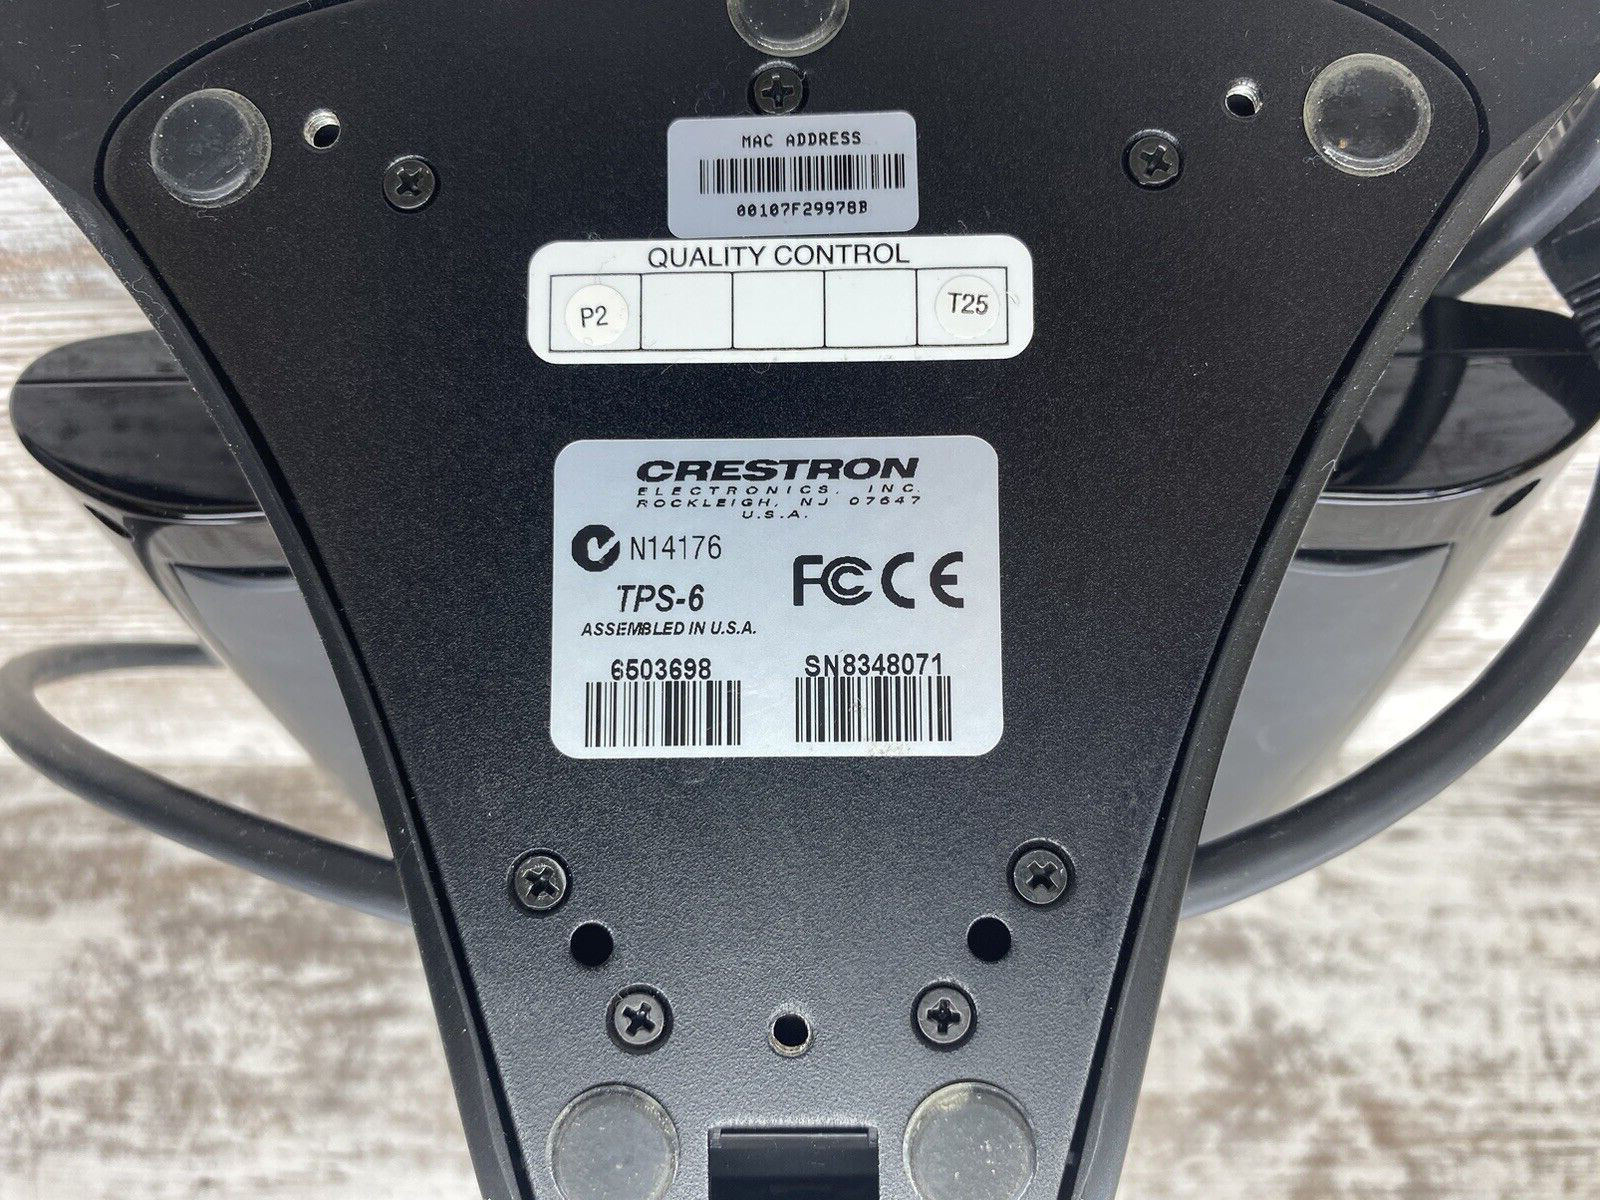 MAC ADDRESS
00107F29978B
QUALITY CONTROL
P2 T25
CRESTRON
ELECTRONICS, INC.
ROCKLEIGH, NJ 07647
U.S.A.
N14176
FC CE
TPS-6
ASSEMBLED IN U.S.A.
6503698 SN8348071